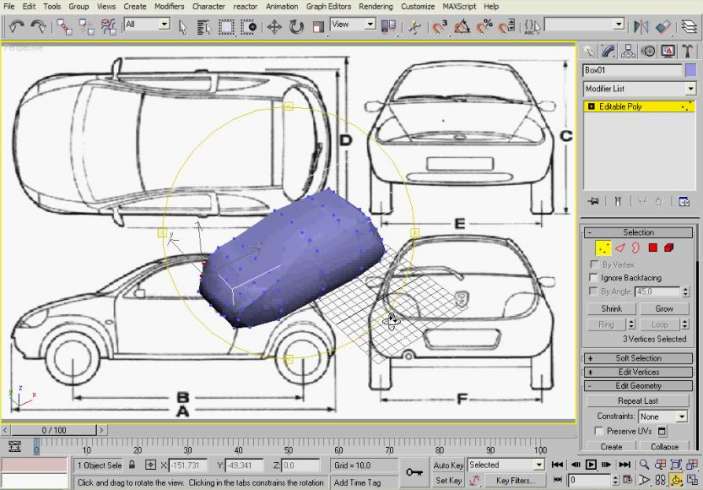 File Edit Tools Group Views Create Modifiers Character reactor Animation Graph Editors Rendering Customize MAXScript Help
All
View
Perspective
Box01
Modifier List
Editable Poly
D
C
E
B
A
F
- Selection
By Vertex
Ignore Backfacing
By Angle: 45.0
Shrink Grow
Ring Loop
3 Vertices Selected
+ Soft Selection
+ Edit Vertices
- Edit Geometry
Repeat Last
Constraints: None
Preserve UVs
Create Collapse
0 / 100
0 10 20 30 40 50 60 70 80 90 100
1 Object Sele X: -151.731 Y: -49.341 Z: 0.0 Grid = 10.0
Click and drag to rotate the view. Clicking in the tabs constrains the rotation
Add Time Tag
Auto Key Selected
Set Key Key Filters...
0